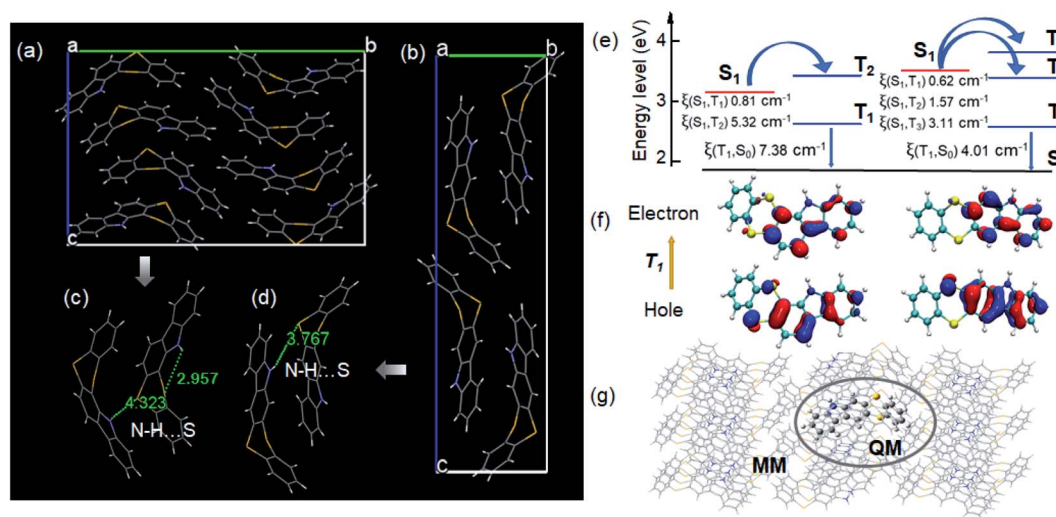 (a)
a
b
c
(b)
a
b
c
(c)
4.323
2.957
N-H...S
(d)
3.767
N-H...S
(e)
Energy level (eV)
4
3
2
S₁
T₂
ξ(S₁,T₁) 0.81 cm⁻¹
ξ(S₁,T₂) 5.32 cm⁻¹
T₁
ξ(T₁,S₀) 7.38 cm⁻¹
S₁
T
T
ξ(S₁,T₁) 0.62 cm⁻¹
ξ(S₁,T₂) 1.57 cm⁻¹
ξ(S₁,T₃) 3.11 cm⁻¹
T
ξ(T₁,S₀) 4.01 cm⁻¹
S
(f)
Electron
T₁
Hole
(g)
MM
QM